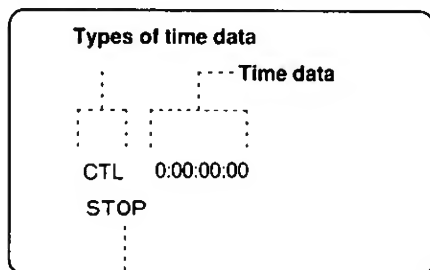 Types of time data
Time data
CTL 0:00:00:00
STOP